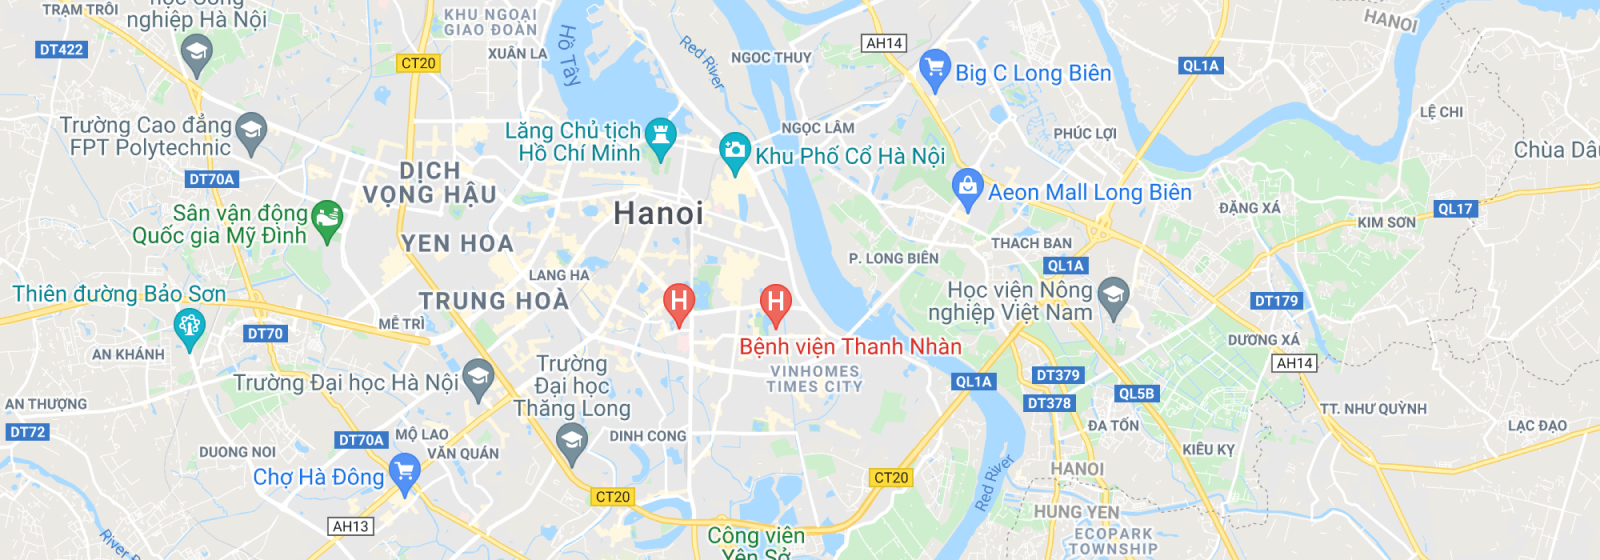 TRẠM TRÔI
nghiệp Hà Nội
KHU NGOẠI
GIAO ĐOÀN
XUÂN LA
DT422
CT20
Hồ Tây
Red River
NGOC THUY
AH14
HANOI
QL1A
Big C Long Biên
LỆ CHI
Trường Cao đẳng
FPT Polytechnic
Lăng Chủ tịch
Hồ Chí Minh
NGỌC LÂM
PHÚC LỢI
Khu Phố Cổ Hà Nội
Chùa Dâu
DỊCH
VỌNG HẬU
DT70A
Aeon Mall Long Biên
Sân vận động
Quốc gia Mỹ Đình
Hanoi
ĐẶNG XÁ
QL17
KIM SƠN
YEN HOA
THACH BAN
P. LONG BIÊN
QL1A
LANG HA
Thiên đường Bảo Sơn
TRUNG HOÀ
H
H
Học viện Nông
nghiệp Việt Nam
DT179
MỄ TRÌ
DT70
DƯƠNG XÁ
AN KHÁNH
Bệnh viện Thanh Nhàn
AH14
Trường
Đại học
Thăng Long
VINHOMES
TIMES CITY
Trường Đại học Hà Nội
QL1A
DT379
DT378
QL5B
AN THƯỢNG
TT. NHƯ QUỲNH
DT72
DT70A
MỘ LAO
DINH CONG
ĐA TỐN
LẠC ĐẠO
DUONG NOI
VĂN QUÁN
KIÊU KỴ
Chợ Hà Đông
CT20
HANOI
CT20
Red River
AH13
HUNG YEN
River
Công viên
Yên Sở
ECOPARK
TOWNSHIP